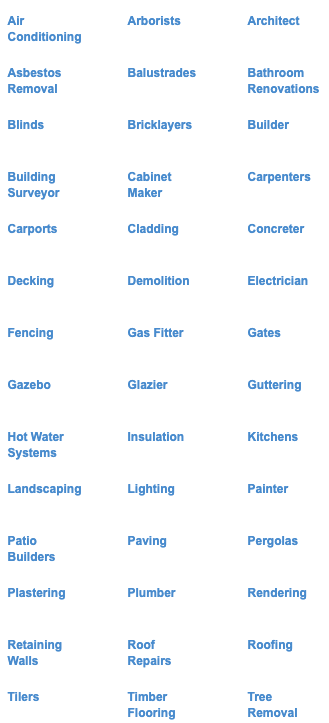 Air Arborists Architect
Conditioning
Asbestos Balustrades Bathroom
Removal Renovations
Blinds Bricklayers Builder
Building Cabinet Carpenters
Surveyor Maker
Carports Cladding Concreter
Decking Demolition Electrician
Fencing Gas Fitter Gates
Gazebo Glazier Guttering
Hot Water Insulation Kitchens
Systems
Landscaping Lighting Painter
Patio Paving Pergolas
Builders
Plastering Plumber Rendering
Retaining Roof Roofing
Walls Repairs
Tilers Timber Tree
Flooring Removal